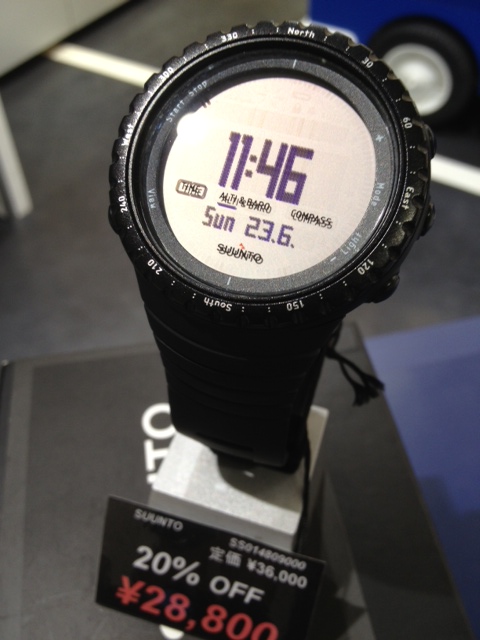 North
30
60
East
120
150
South
210
240
West
300
330
Start Stop
View
+
Mode
- Light
11:46
TIME ALTI & BARO COMPASS
Sun 23.6.
SUUNTO
SUUNTO
SS014809000
定価 ¥36,000
20% OFF
¥28,800